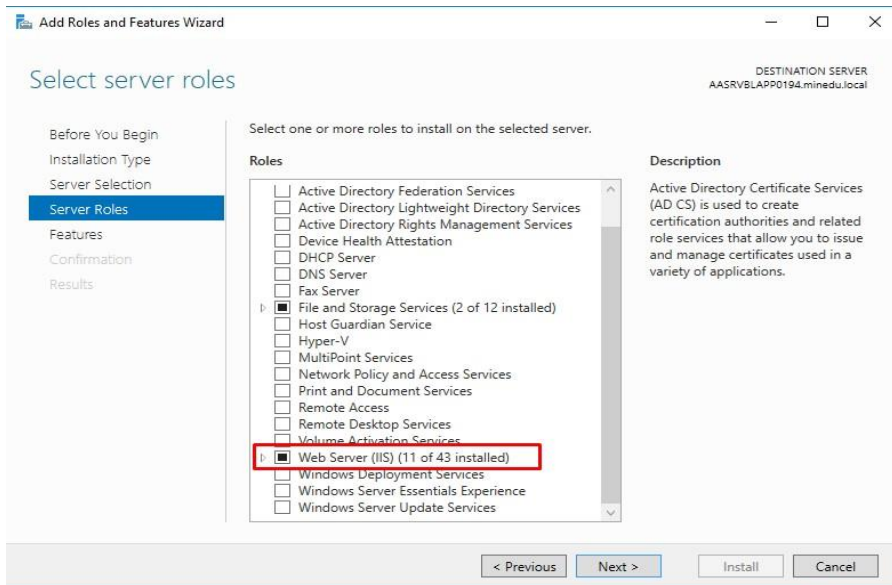 Add Roles and Features Wizard
Select server roles
DESTINATION SERVER
AASRVBLAPP0194.minedu.local
Before You Begin
Installation Type
Server Selection
Server Roles
Features
Confirmation
Results
Select one or more roles to install on the selected server.
Roles
Active Directory Federation Services
Active Directory Lightweight Directory Services
Active Directory Rights Management Services
Device Health Attestation
DHCP Server
DNS Server
Fax Server
File and Storage Services (2 of 12 installed)
Host Guardian Service
Hyper-V
MultiPoint Services
Network Policy and Access Services
Print and Document Services
Remote Access
Remote Desktop Services
Volume Activation Services
Web Server (IIS) (11 of 43 installed)
Windows Deployment Services
Windows Server Essentials Experience
Windows Server Update Services
Description
Active Directory Certificate Services
(AD CS) is used to create
certification authorities and related
role services that allow you to issue
and manage certificates used in a
variety of applications.
< Previous
Next >
Install
Cancel